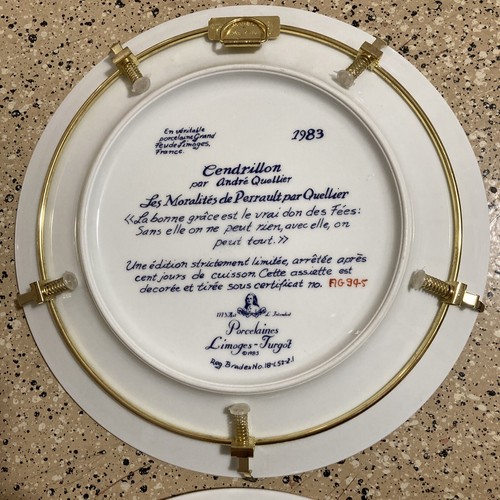 En véritable
porcelaine Grand
Feu de Limoges,
France.
1983
Cendrillon
par André Quellier
Les Moralités de Perrault par Quellier
«La bonne grâce est le vrai don des Fées:
Sans elle on ne peut rien, avec elle, on
peut tout.»
Une édition strictement limitée, arrêtée après
cent jours de cuisson Cette assiette est
decorée et tirée sous certificat no. AG945
Porcelaines
Limoges-Turgot
©1983
Reg. Bradex No. 18-L52-2.1